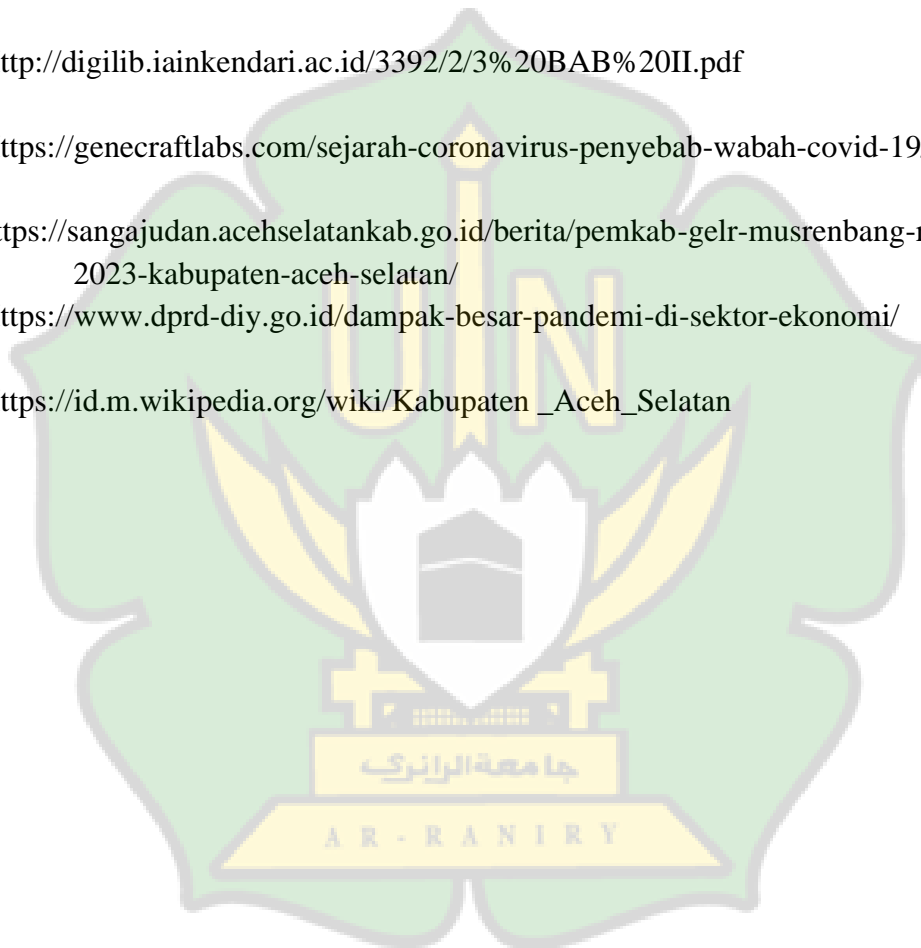 ttp://digilib.iainkendari.ac.id/3392/2/3%20BAB%20II.pdf
ttps://genecraftlabs.com/sejarah-coronavirus-penyebab-wabah-covid-19
ttps://sangajudan.acehselatankab.go.id/berita/pemkab-gelr-musrenbang-r
2023-kabupaten-aceh-selatan/
ttps://www.dprd-diy.go.id/dampak-besar-pandemi-di-sektor-ekonomi/
ttps://id.m.wikipedia.org/wiki/Kabupaten _Aceh_Selatan
UIN
جامعة الرانري
AR-RANIRY